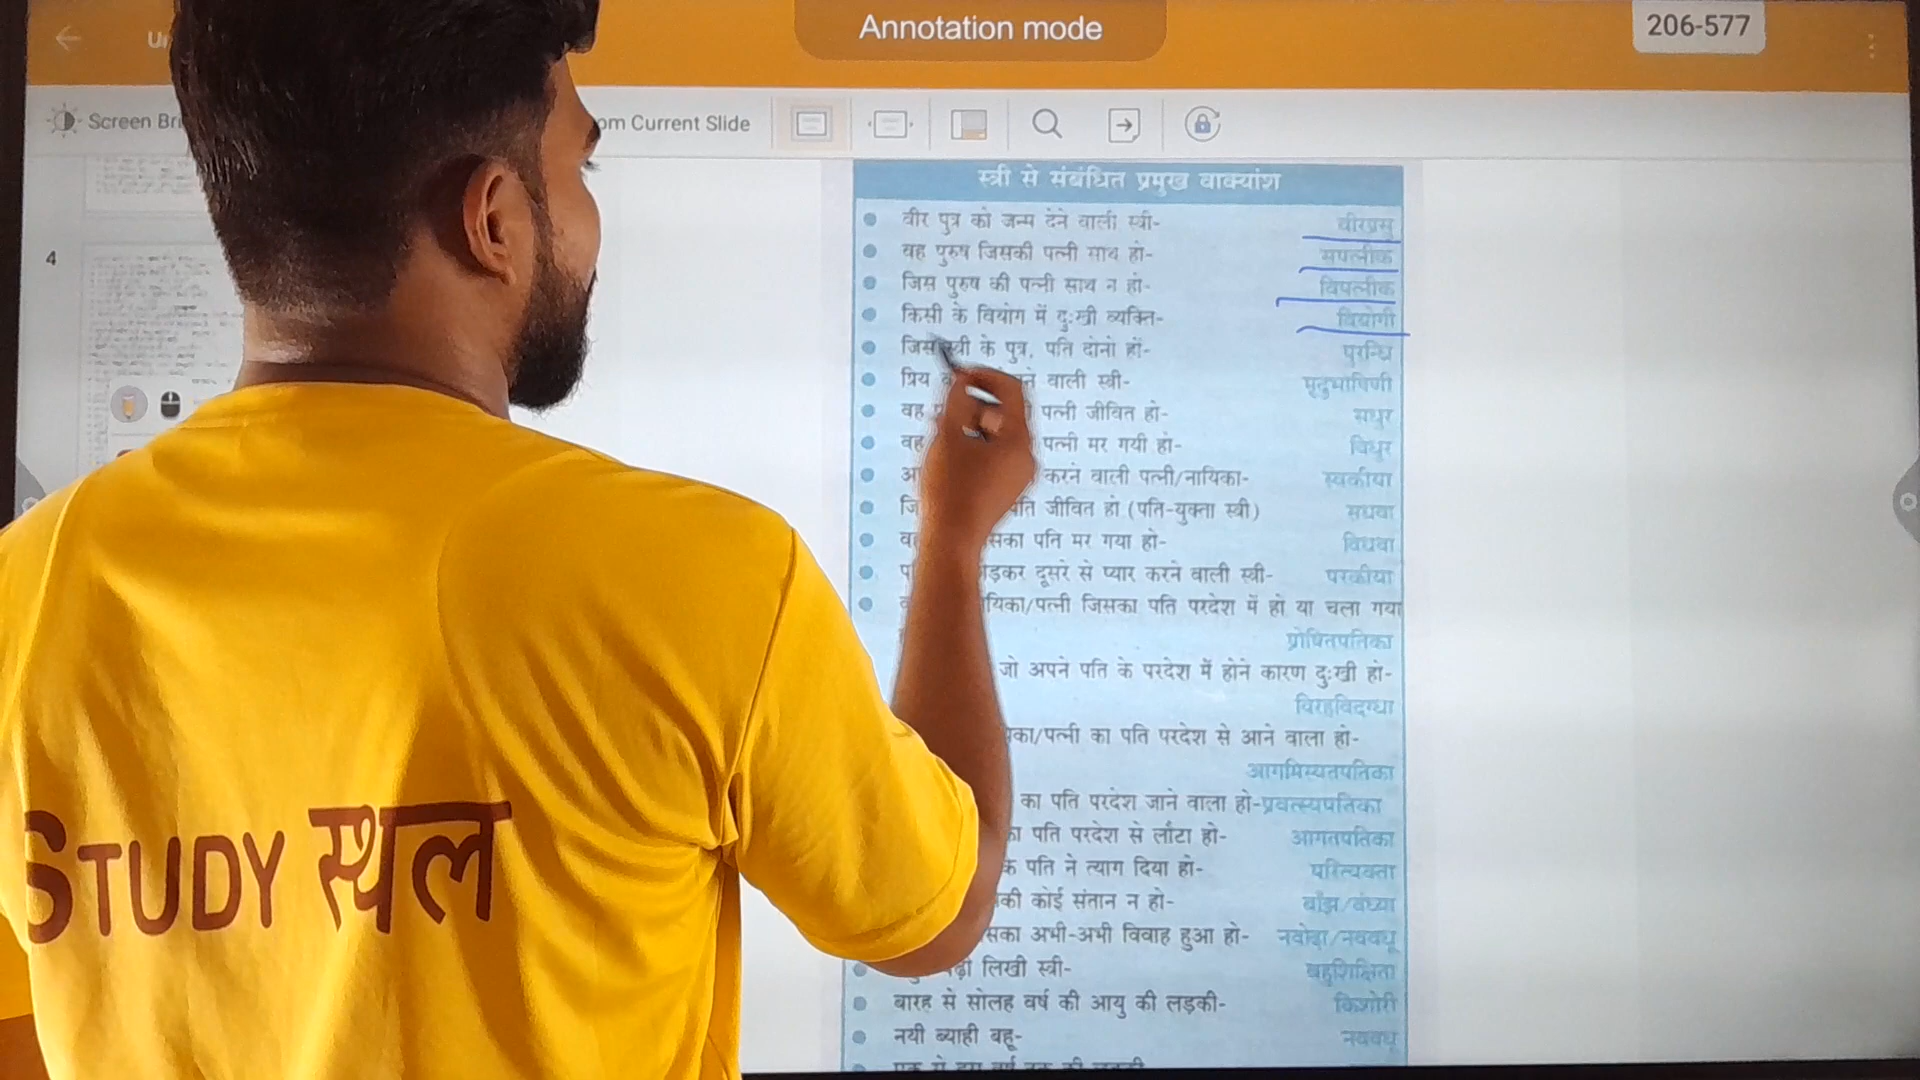 Annotation mode
206-577
Screen Bri
om Current Slide
4
स्त्री से संबंधित प्रमुख वाक्यांश
वीर पुत्र को जन्म देने वाली स्त्री- वीरप्रसु
वह पुरुष जिसकी पत्नी साथ हो- सपत्नीक
जिस पुरुष की पत्नी साथ न हो- विपत्नीक
किसी के वियोग में दुःखी व्यक्ति- वियोगी
जिस स्त्री के पुत्र, पति दोनों हों- पुरन्ध्रि
प्रिय वाली स्त्री- मृदुभाषिणी
वह पत्नी जीवित हो- सधुर
वह पत्नी मर गयी हो- विधुर
करने वाली पत्नी/नायिका- स्वकीया
जीवित हो (पति-युक्ता स्त्री) सधवा
पति मर गया हो- विधवा
दूसरे से प्यार करने वाली स्त्री- परकीया
यिका/पत्नी जिसका पति परदेश में हो या चला गया
प्रोषितपतिका
जो अपने पति के परदेश में होने कारण दुःखी हो-
विरहविदग्धा
का/पत्नी का पति परदेश से आने वाला हो-
आगमिस्यतपतिका
का पति परदेश जाने वाला हो-प्रवत्स्यपतिका
पति परदेश से लौटा हो- आगतपतिका
पति ने त्याग दिया हो- परित्यक्ता
की कोई संतान न हो- बाँझ/बंध्या
सका अभी-अभी विवाह हुआ हो- नवोढ़ा/नववधू
लिखी स्त्री- बहुशिक्षिता
बारह से सोलह वर्ष की आयु की लड़की- किशोरी
नयी ब्याही बहू- नववधू
STUDY स्थल